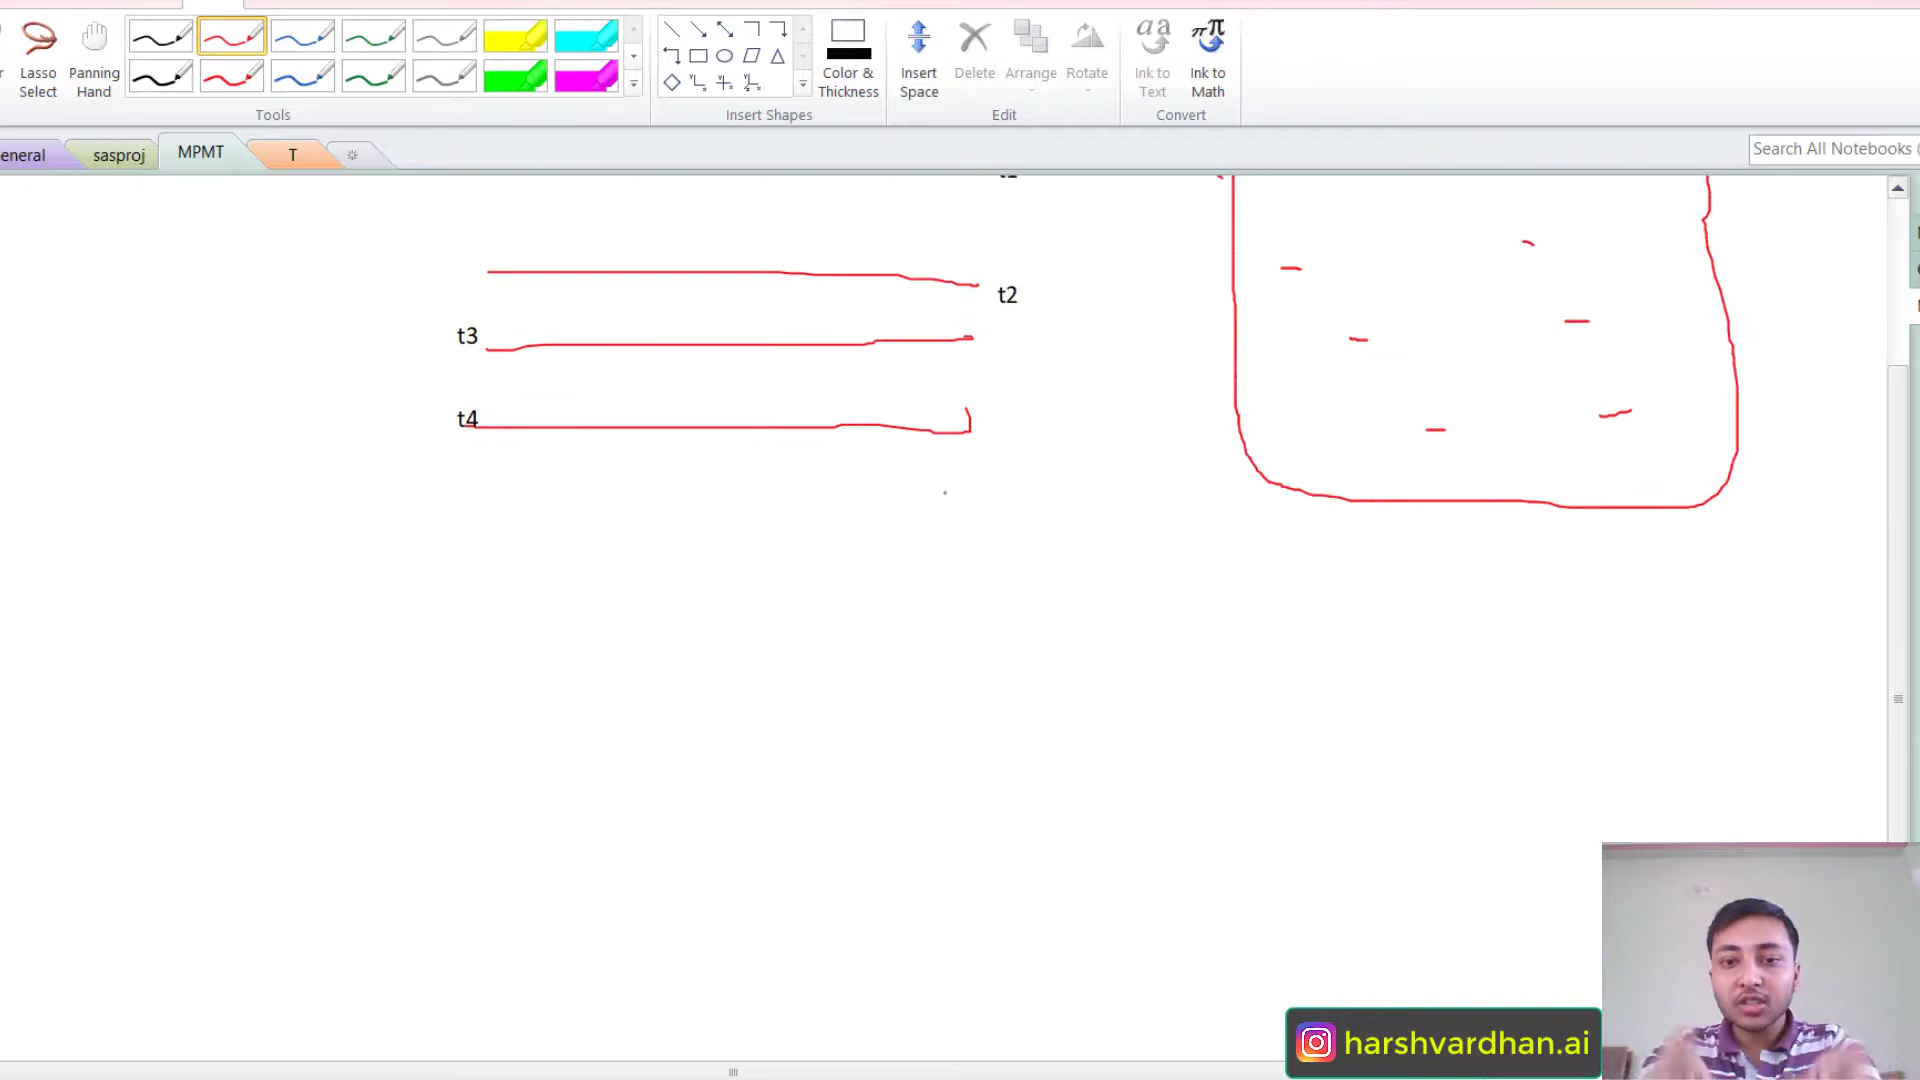 Lasso Select
Panning Hand
Color & Thickness
Insert Space
Delete
Arrange
Rotate
Ink to Text
Ink to Math
Tools
Insert Shapes
Edit
Convert
eneral
sasproj
MPMT
T
Search All Notebooks (
t2
t3
t4
harshvardhan.ai